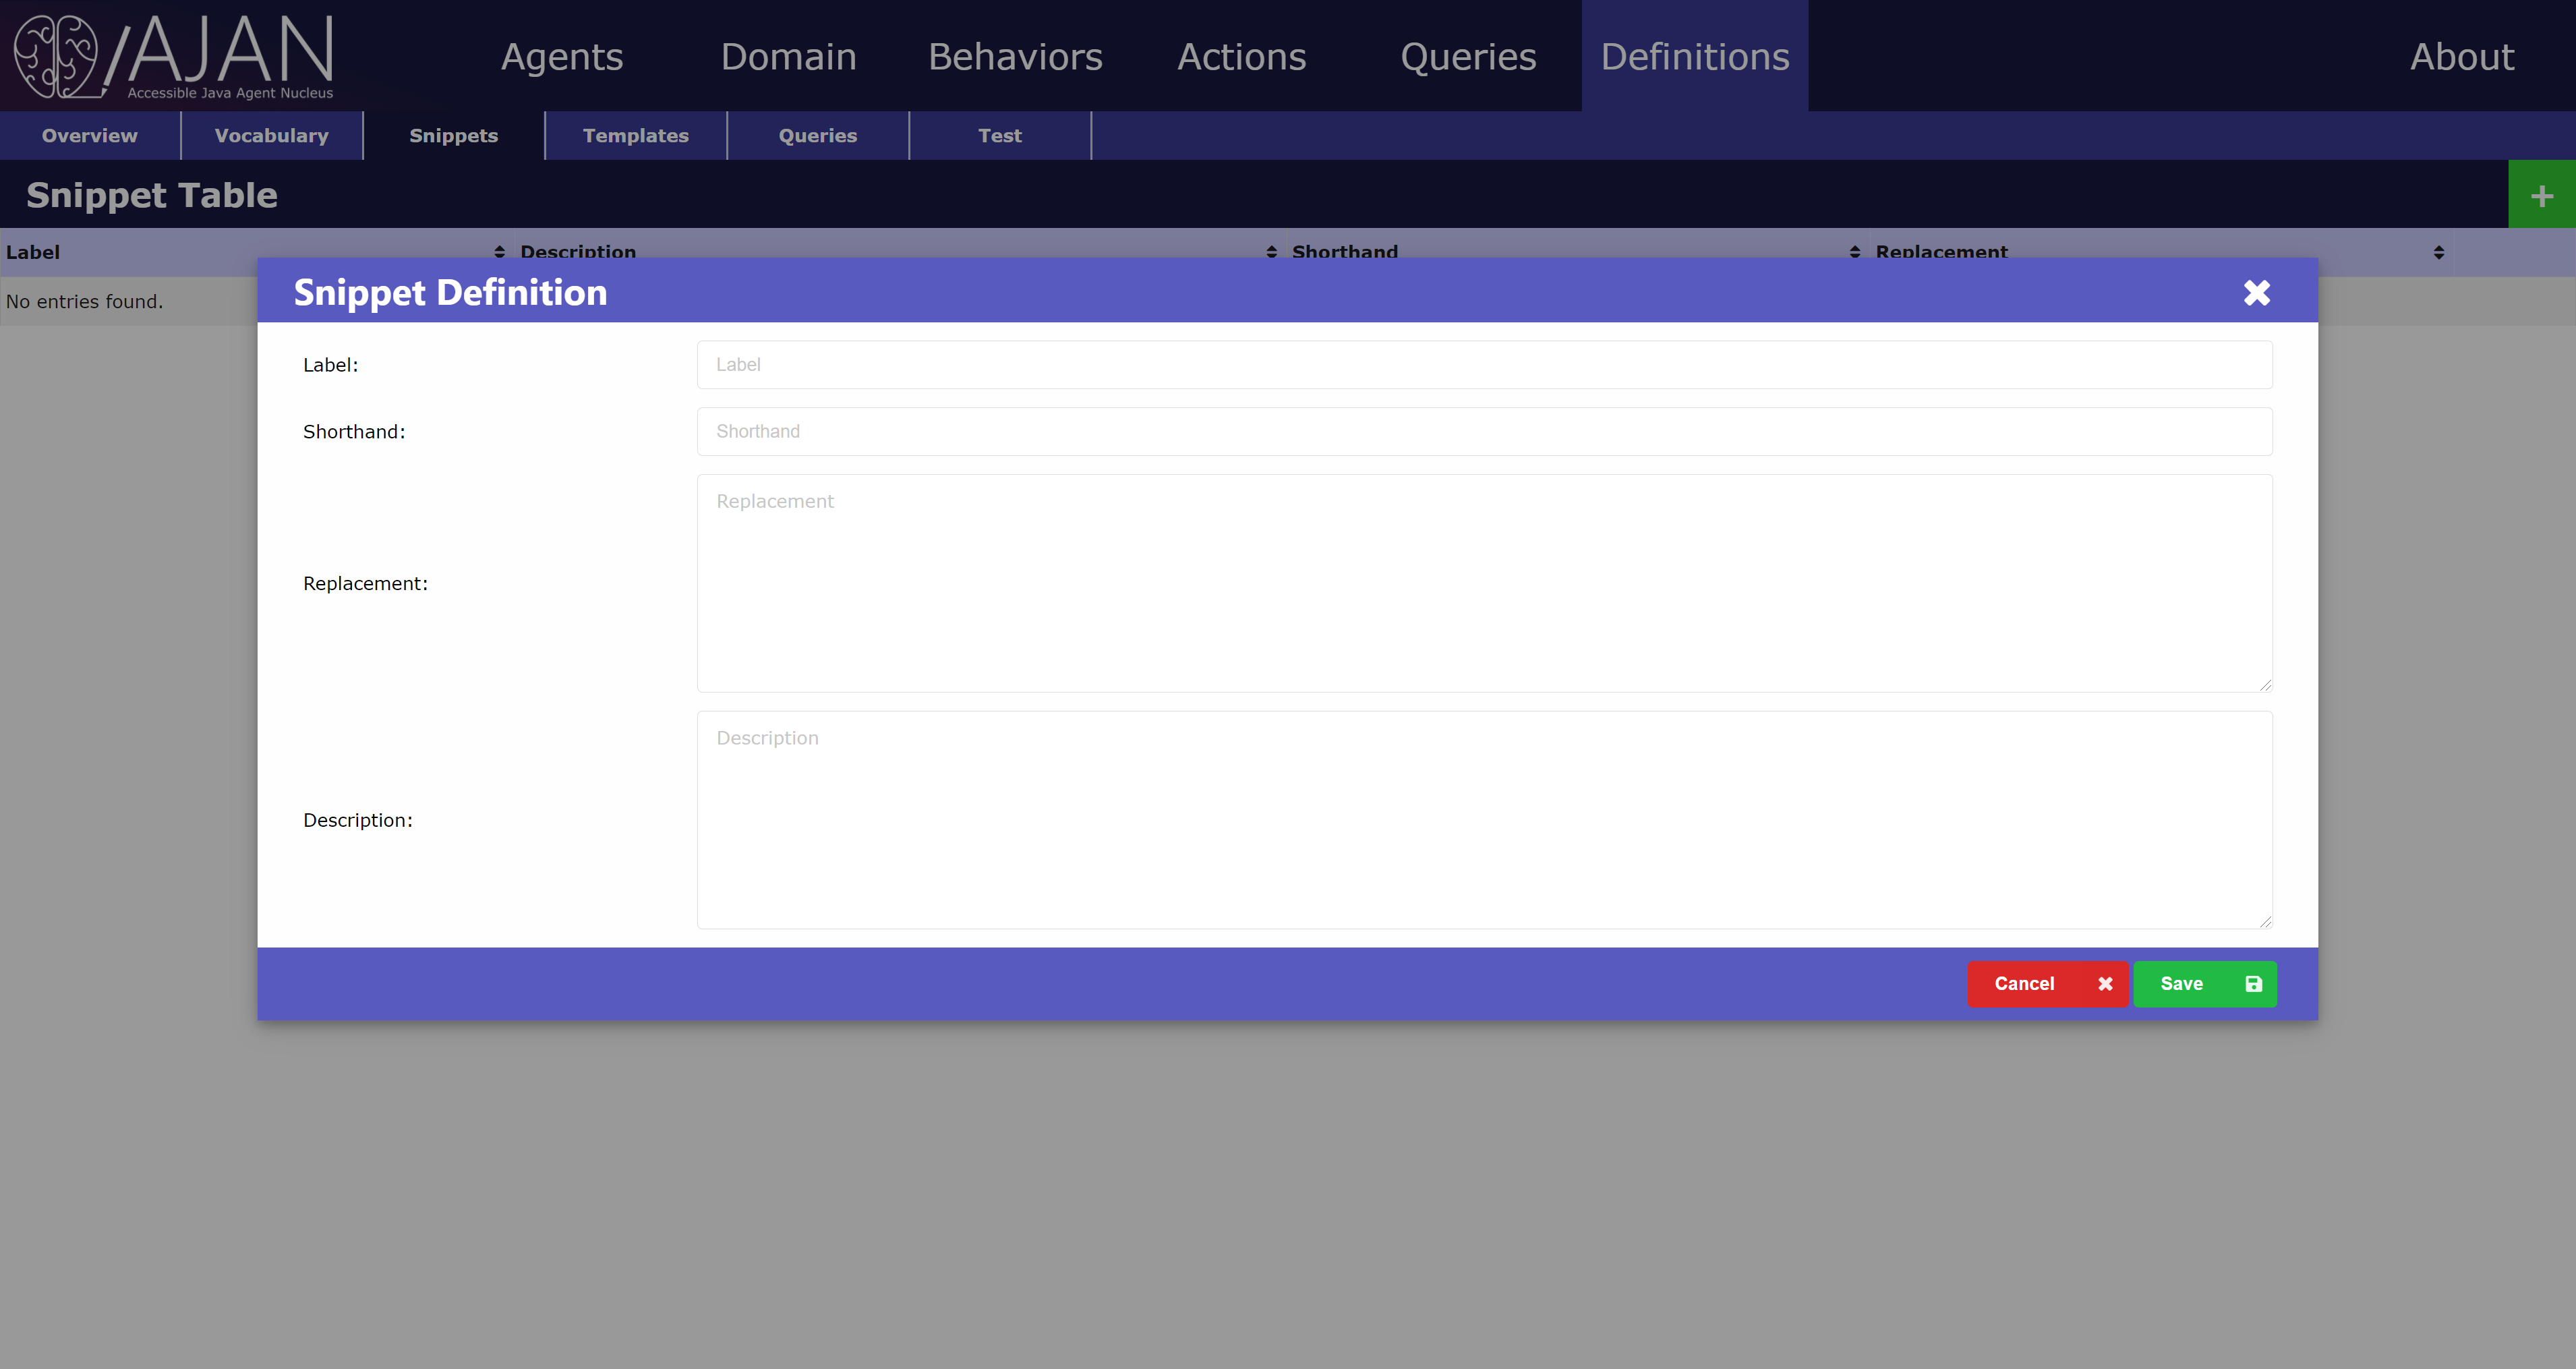 AJAN
Accessible Java Agent Nucleus
Agents Domain Behaviors Actions Queries Definitions About
Overview Vocabulary Snippets Templates Queries Test
Snippet Table +
Label Description Shorthand Replacement
No entries found.
Snippet Definition
Label: Label
Shorthand: Shorthand
Replacement
Replacement:
Description
Description:
Cancel Save